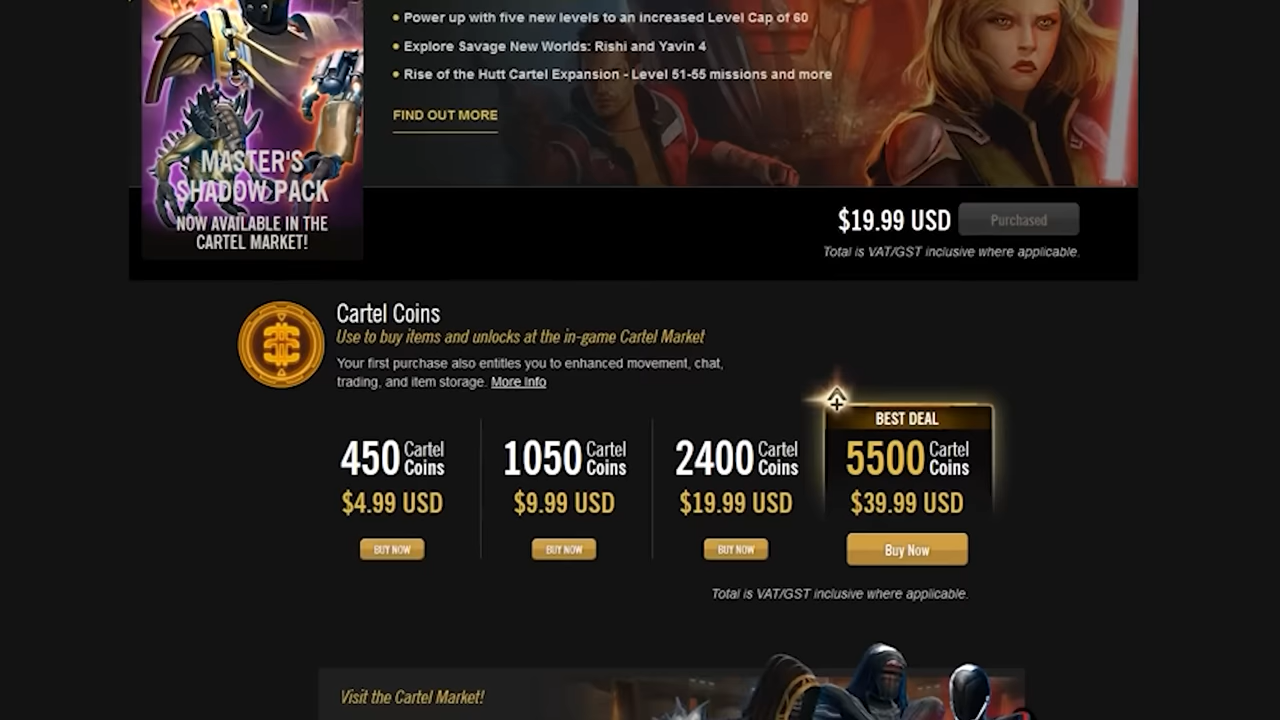 Power up with five new levels to an increased Level Cap of 60
Explore Savage New Worlds: Rishi and Yavin 4
Rise of the Hutt Cartel Expansion - Level 51-55 missions and more
FIND OUT MORE
MASTER'S
SHADOW PACK
NOW AVAILABLE IN THE
CARTEL MARKET!
$19.99 USD Purchased
Total is VAT/GST inclusive where applicable.
Cartel Coins
Use to buy items and unlocks at the in-game Cartel Market
Your first purchase also entitles you to enhanced movement, chat,
trading, and item storage. More Info
BEST DEAL
450 Cartel Coins
$4.99 USD
BUY NOW
1050 Cartel Coins
$9.99 USD
BUY NOW
2400 Cartel Coins
$19.99 USD
BUY NOW
5500 Cartel Coins
$39.99 USD
Buy Now
Total is VAT/GST inclusive where applicable.
Visit the Cartel Market!